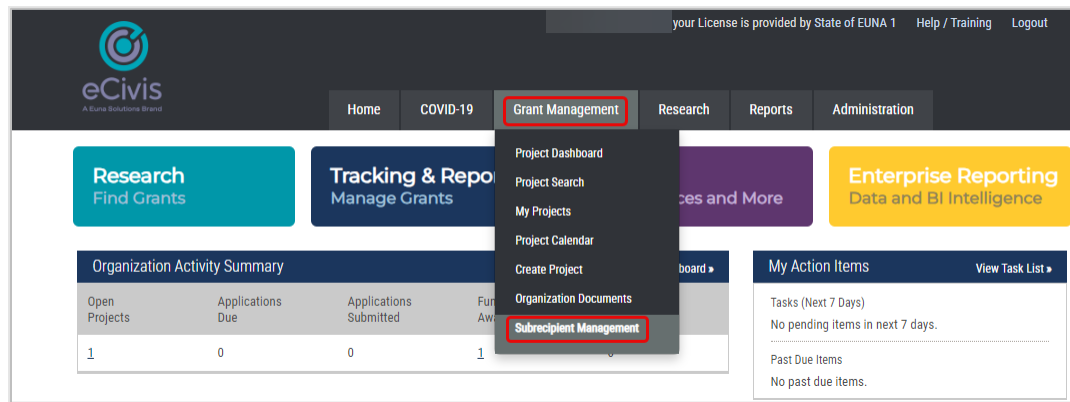 your License is provided by State of EUNA 1 Help / Training Logout
eCivis
A Euna Solutions Brand
Home COVID-19 Grant Management Research Reports Administration
Project Dashboard
Project Search
My Projects
Project Calendar
Create Project
Organization Documents
Subrecipient Management
Research
Find Grants
Tracking & Repo
Manage Grants
ces and More
Enterprise Reporting
Data and BI Intelligence
Organization Activity Summary board »
Open Projects
Applications Due
Applications Submitted
Fun
Awa
1 0 0 1 0
My Action Items View Task List »
Tasks (Next 7 Days)
No pending items in next 7 days.
Past Due Items
No past due items.